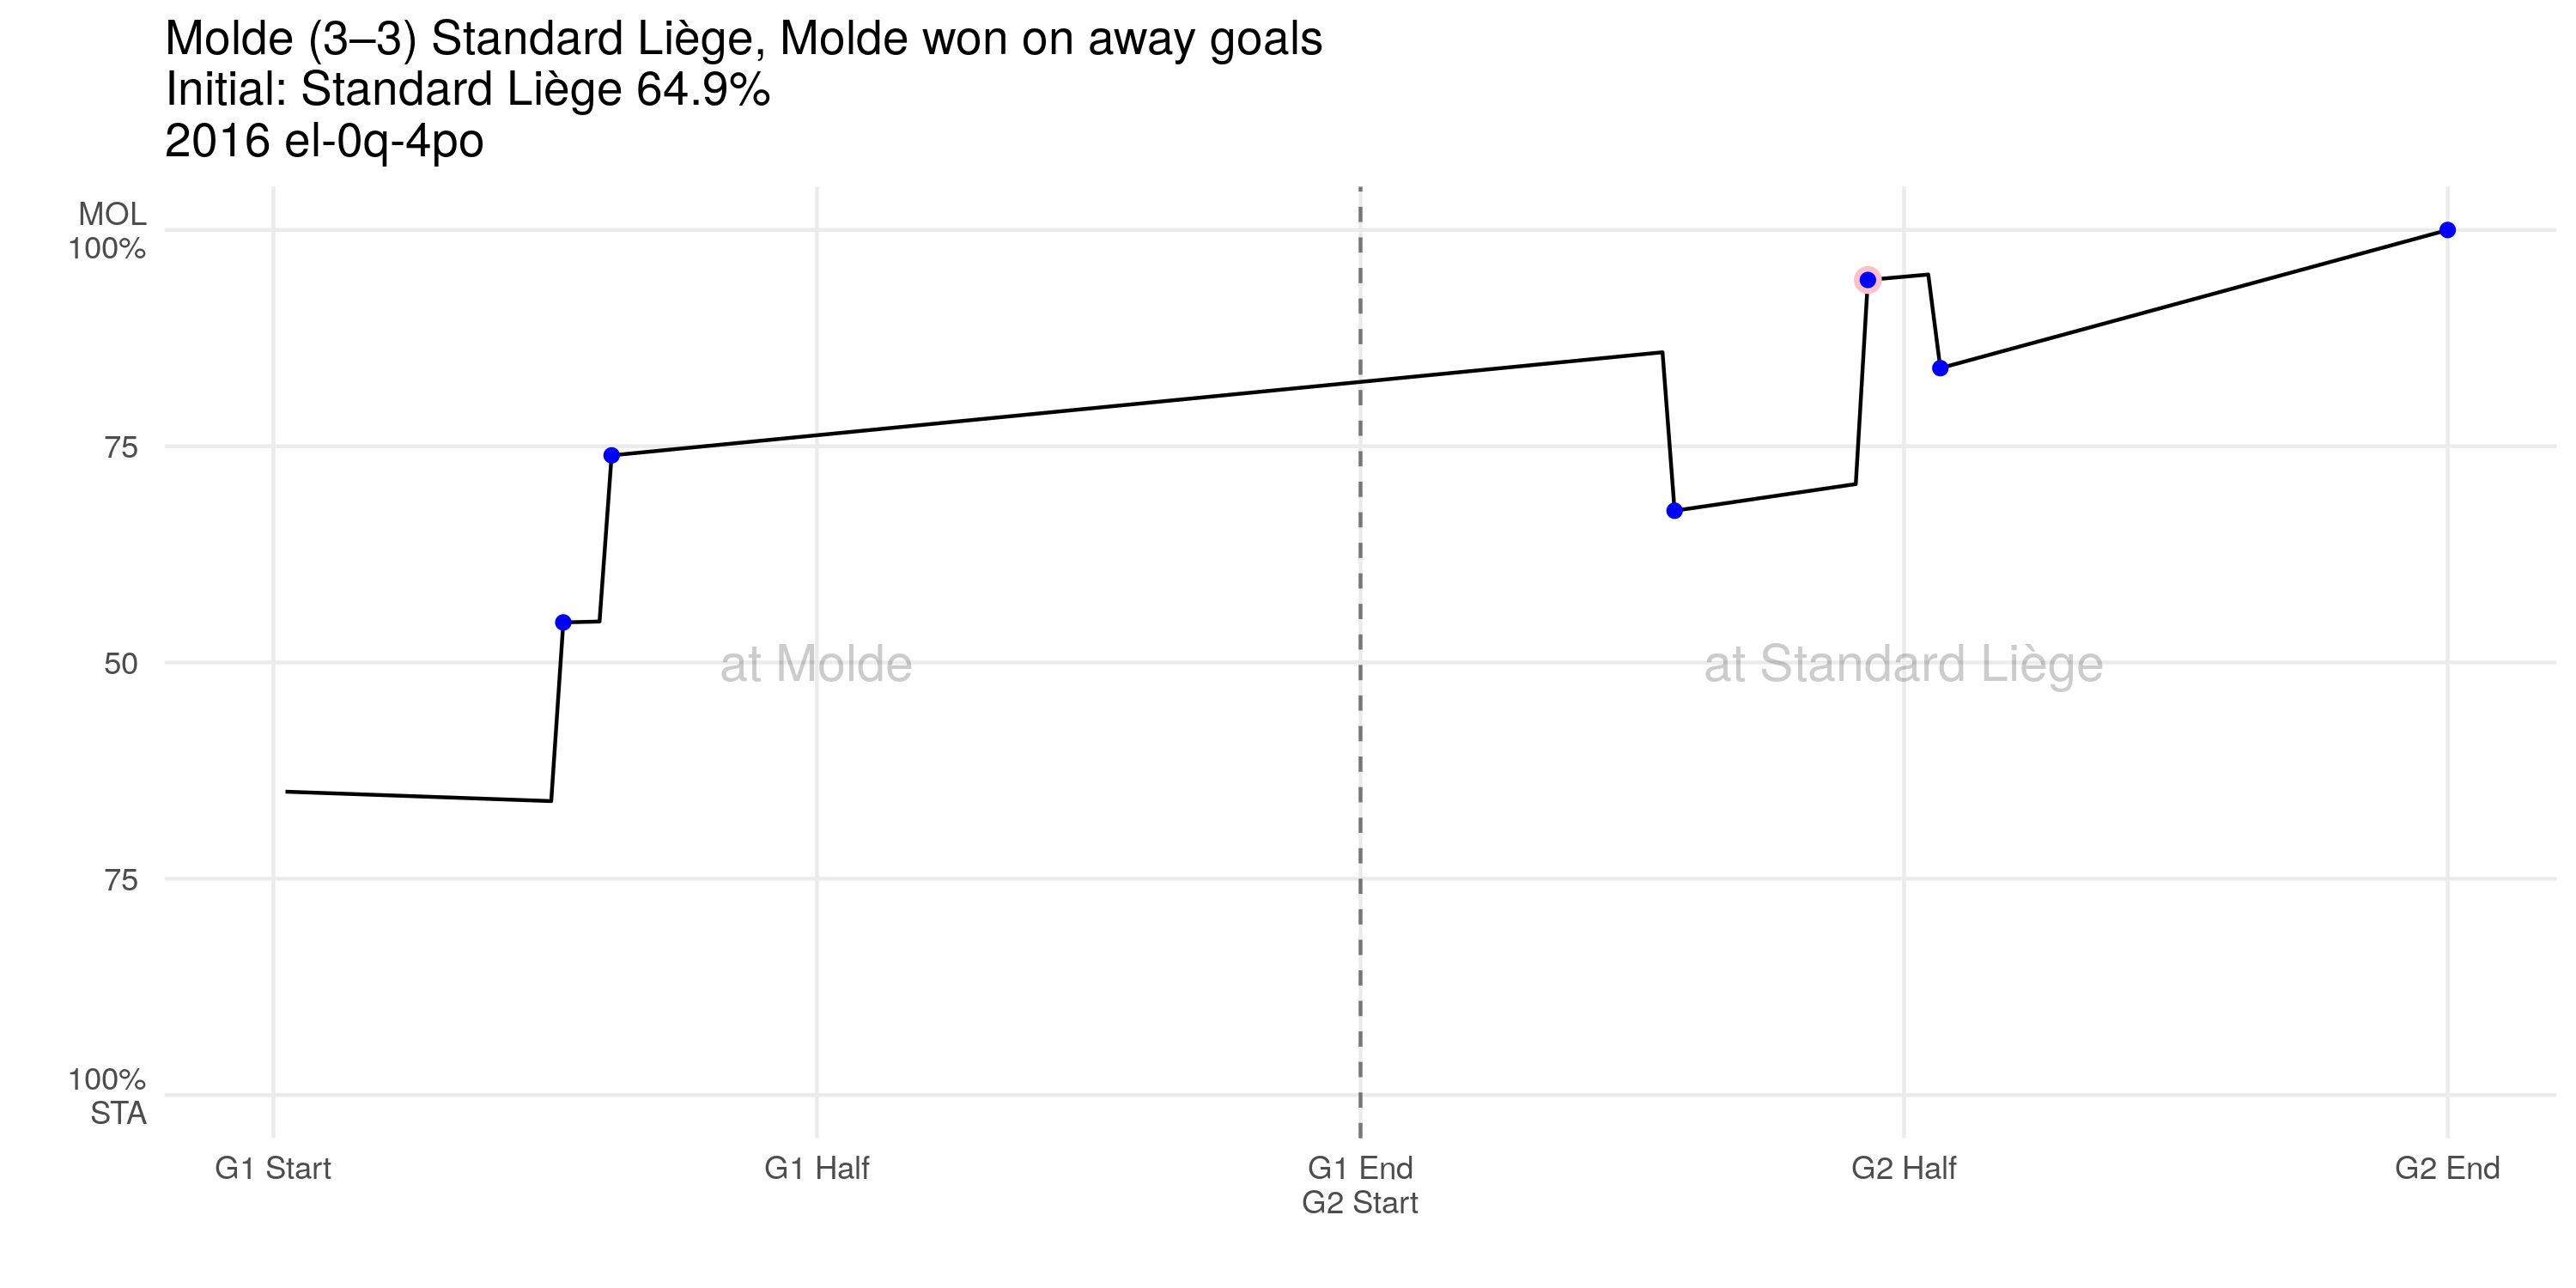 Molde (3–3) Standard Liège, Molde won on away goals
Initial: Standard Liège 64.9%
2016 el-0q-4po
MOL
100%
75
50
75
100%
STA
at Molde
at Standard Liège
G1 Start
G1 Half
G1 End
G2 Start
G2 Half
G2 End